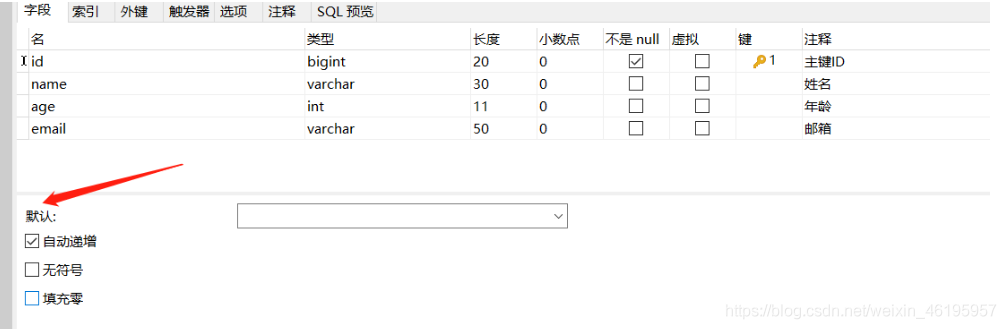 字段 索引 外键 触发器 选项 注释 SQL 预览
名 类型 长度 小数点 不是 null 虚拟 键 注释
id bigint 20 0 1 主键ID
name varchar 30 0 姓名
age int 11 0 年龄
email varchar 50 0 邮箱
默认:
自动递增
无符号
填充零
https://blog.csdn.net/weixin_46195957